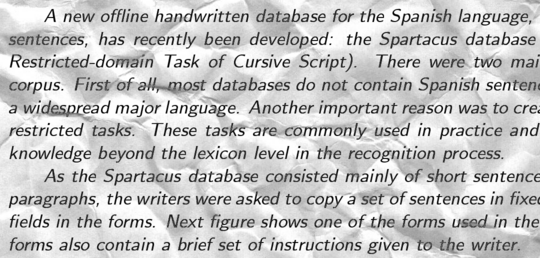 A new offline handwritten database for the Spanish language,
sentences, has recently been developed: the Spartacus database
Restricted-domain Task of Cursive Script). There were two mai
corpus. First of all, most databases do not contain Spanish senten
a widespread major language. Another important reason was to crea
restricted tasks. These tasks are commonly used in practice and
knowledge beyond the lexicon level in the recognition process.
As the Spartacus database consisted mainly of short sentence
paragraphs, the writers were asked to copy a set of sentences in fixed
fields in the forms. Next figure shows one of the forms used in the
forms also contain a brief set of instructions given to the writer.